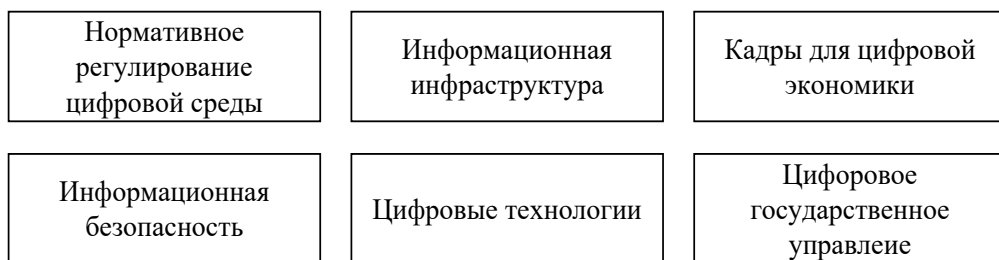 Нормативное
регулирование
цифровой среды
Информационная
инфраструктура
Кадры для цифровой
экономики
Информационная
безопасность
Цифровые технологии
Цифоровое
государственное
управлеие